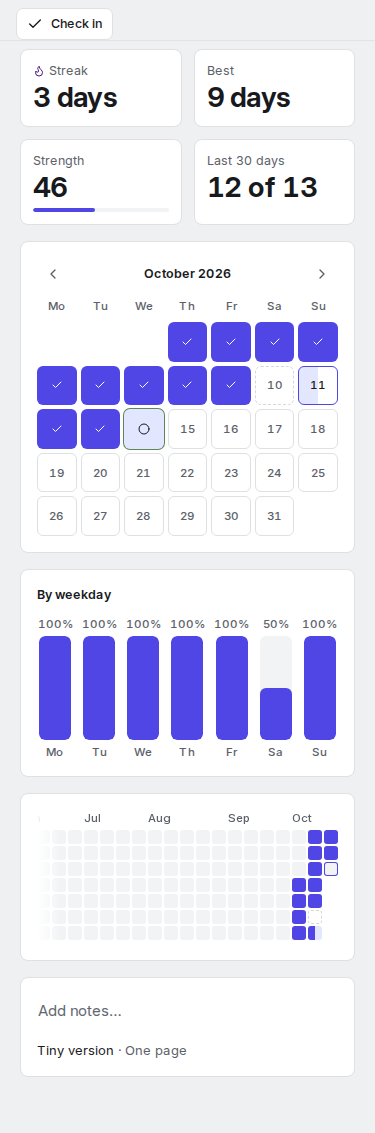 Check in
Streak
3 days
Best
9 days
Strength
46
Last 30 days
12 of 13
October 2026
Mo Tu We Th Fr Sa Su
10 11
15 16 17 18
19 20 21 22 23 24 25
26 27 28 29 30 31
By weekday
100% 100% 100% 100% 100% 50% 100%
Mo Tu We Th Fr Sa Su
Jul Aug Sep Oct
Add notes...
Tiny version · One page